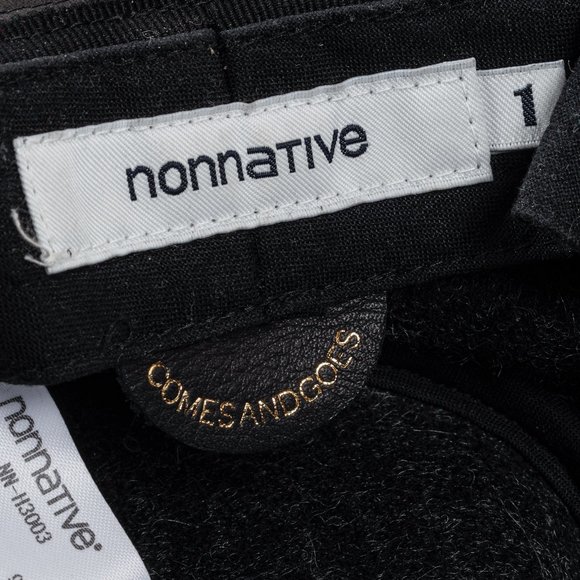 nonnative
1
COMESANDGOES
nonnative®
NN-H3003